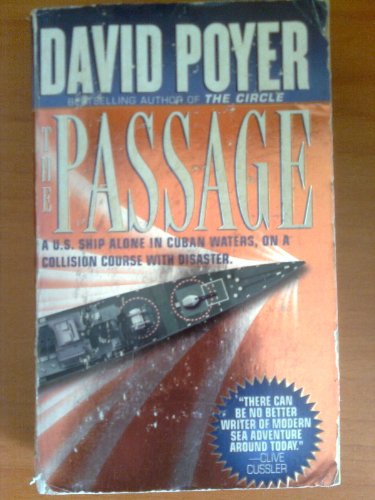 DAVID POYER
BESTSELLING AUTHOR OF THE CIRCLE
THE
PASSAGE
A U.S. SHIP ALONE IN CUBAN WATERS, ON A
COLLISION COURSE WITH DISASTER.
"THERE CAN
BE NO BETTER
WRITER OF MODERN
SEA ADVENTURE
AROUND TODAY."
—CLIVE
CUSSLER